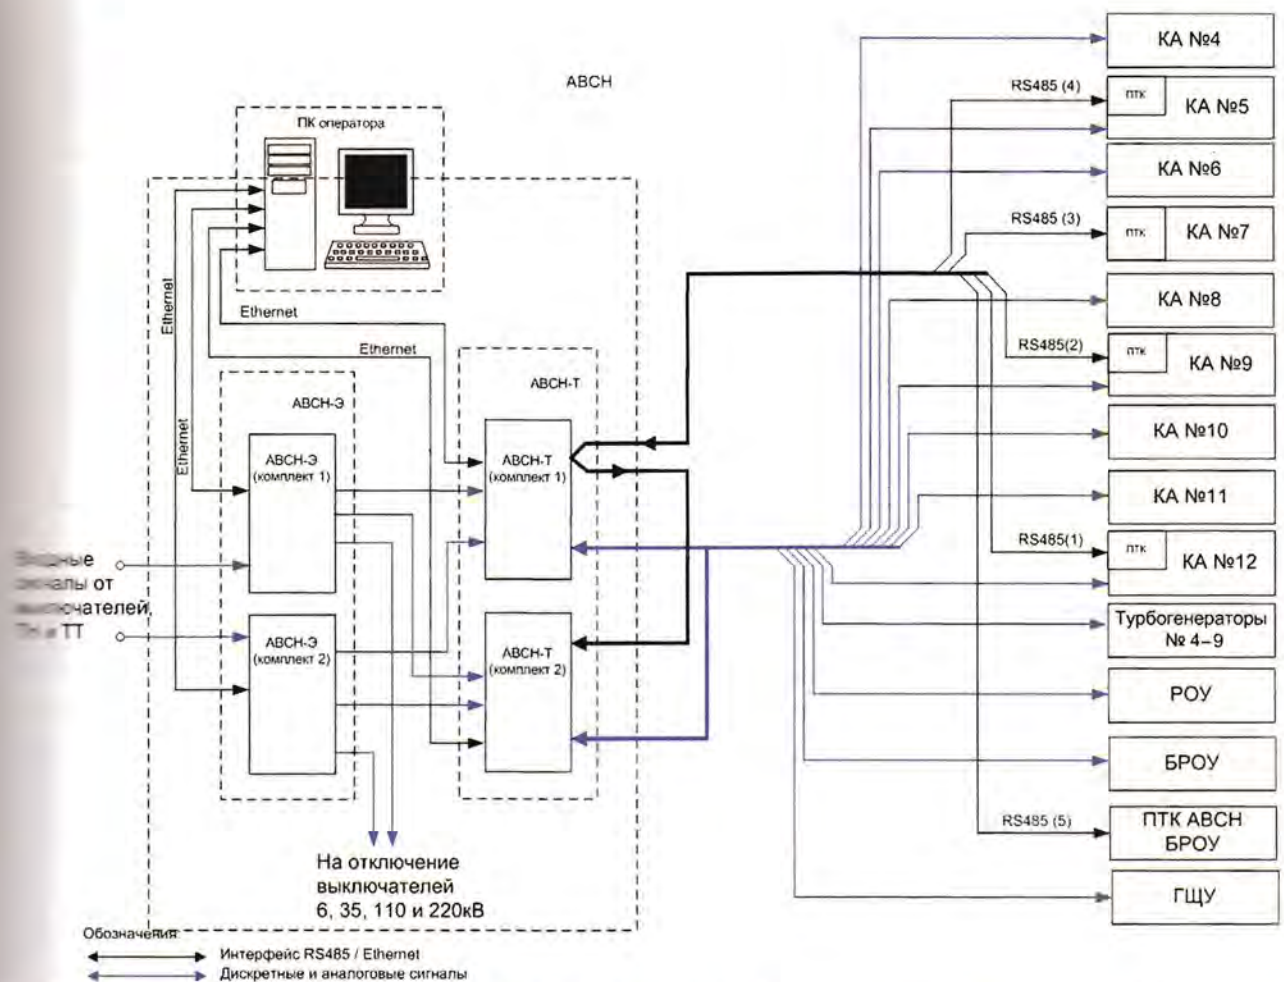 АВСН
ПК оператора
Ethernet
Ethernet
Ethernet
Ethernet
АВСН-Э
АВСН-Э
(комплект 1)
АВСН-Э
(комплект 2)
АВСН-Т
АВСН-Т
(комплект 1)
АВСН-Т
(комплект 2)
сигналы от
выключателей,
ТН и ТТ
На отключение
выключателей
6, 35, 110 и 220кВ
КА №4
RS485 (4)
птк
КА №5
КА №6
RS485 (3)
птк
КА №7
КА №8
RS485(2)
птк
КА №9
КА №10
КА №11
RS485(1)
птк
КА №12
Турбогенераторы
№ 4–9
РОУ
БРОУ
RS485 (5)
ПТК АВСН
БРОУ
ГЩУ
Обозначения:
Интерфейс RS485 / Ethernet
Дискретные и аналоговые сигналы